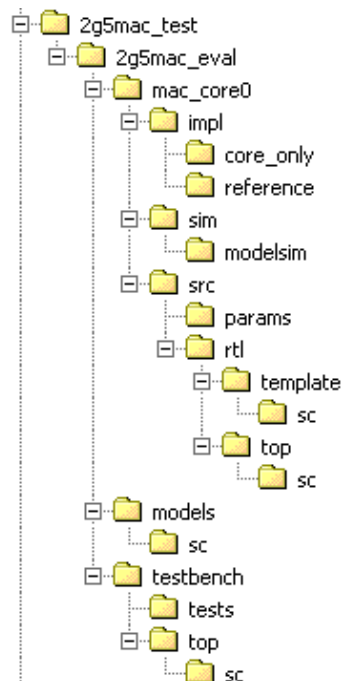 2g5mac_test
2g5mac_eval
mac_core0
impl
core_only
reference
sim
modelsim
src
params
rtl
template
sc
top
sc
models
sc
testbench
tests
top
sc